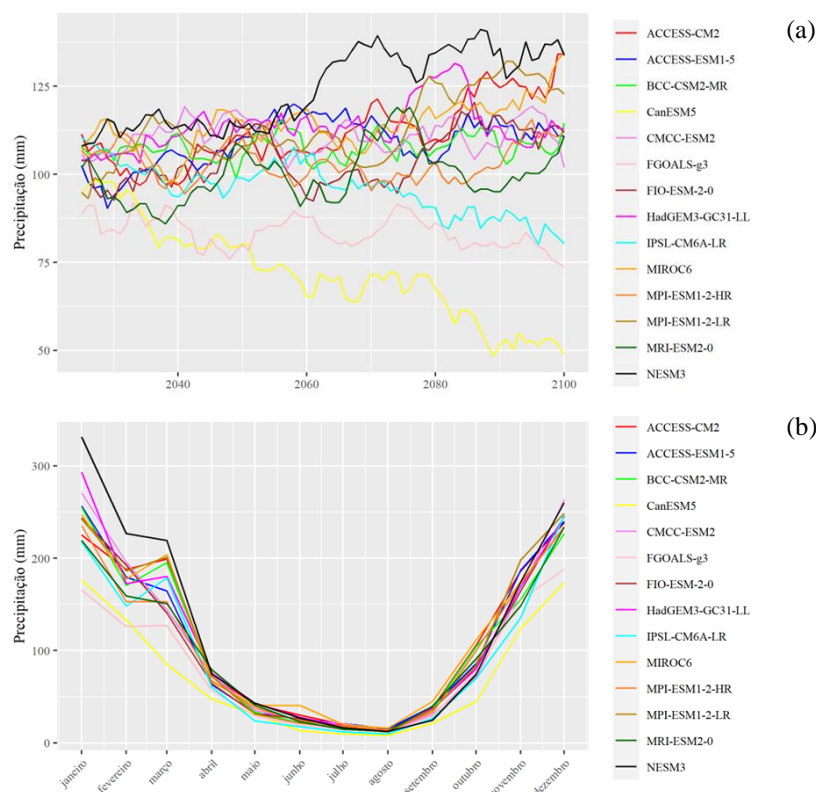 (a)
Precipitação (mm)
125
100
75
50
2040
2060
2080
2100
ACCESS-CM2
ACCESS-ESM1-5
BCC-CSM2-MR
CanESM5
CMCC-ESM2
FGOALS-g3
FIO-ESM-2-0
HadGEM3-GC31-LL
IPSL-CM6A-LR
MIROC6
MPI-ESM1-2-HR
MPI-ESM1-2-LR
MRI-ESM2-0
NESM3
(b)
Precipitação (mm)
300
200
100
0
janeiro
fevereiro
março
abril
maio
junho
julho
agosto
setembro
outubro
novembro
dezembro
ACCESS-CM2
ACCESS-ESM1-5
BCC-CSM2-MR
CanESM5
CMCC-ESM2
FGOALS-g3
FIO-ESM-2-0
HadGEM3-GC31-LL
IPSL-CM6A-LR
MIROC6
MPI-ESM1-2-HR
MPI-ESM1-2-LR
MRI-ESM2-0
NESM3